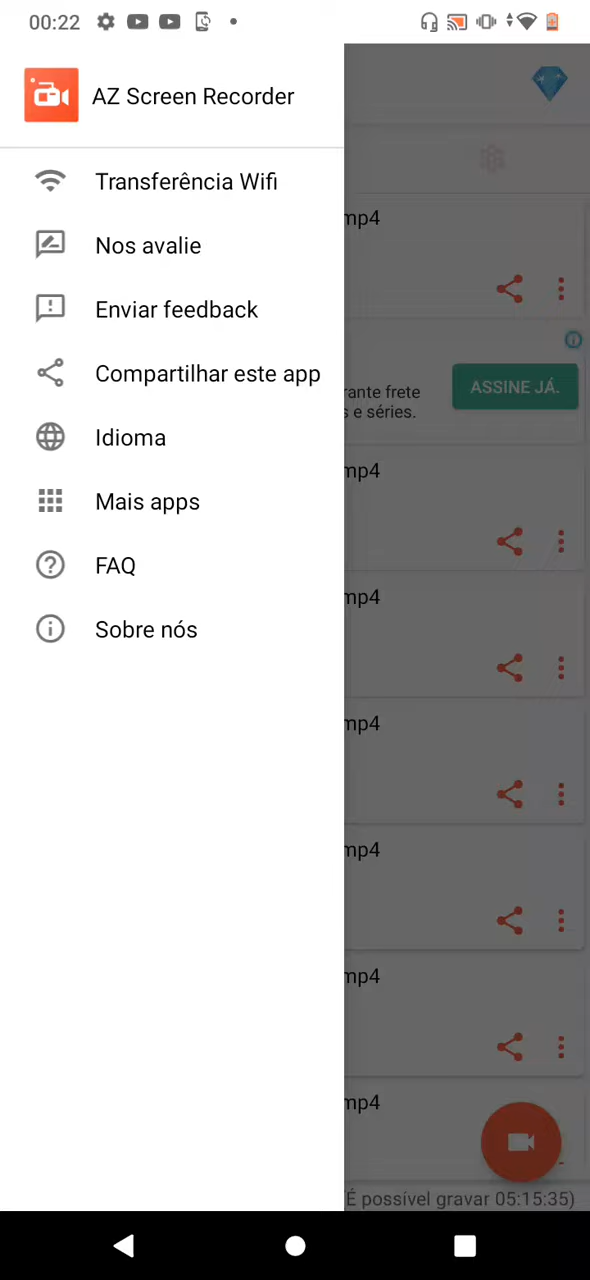 00:22
AZ Screen Recorder
Transferência Wifi
Nos avalie
Enviar feedback
Compartilhar este app
Idioma
Mais apps
FAQ
Sobre nós
mp4
rante frete
s e séries.
ASSINE JÁ.
mp4
mp4
mp4
mp4
mp4
mp4
(É possível gravar 05:15:35)